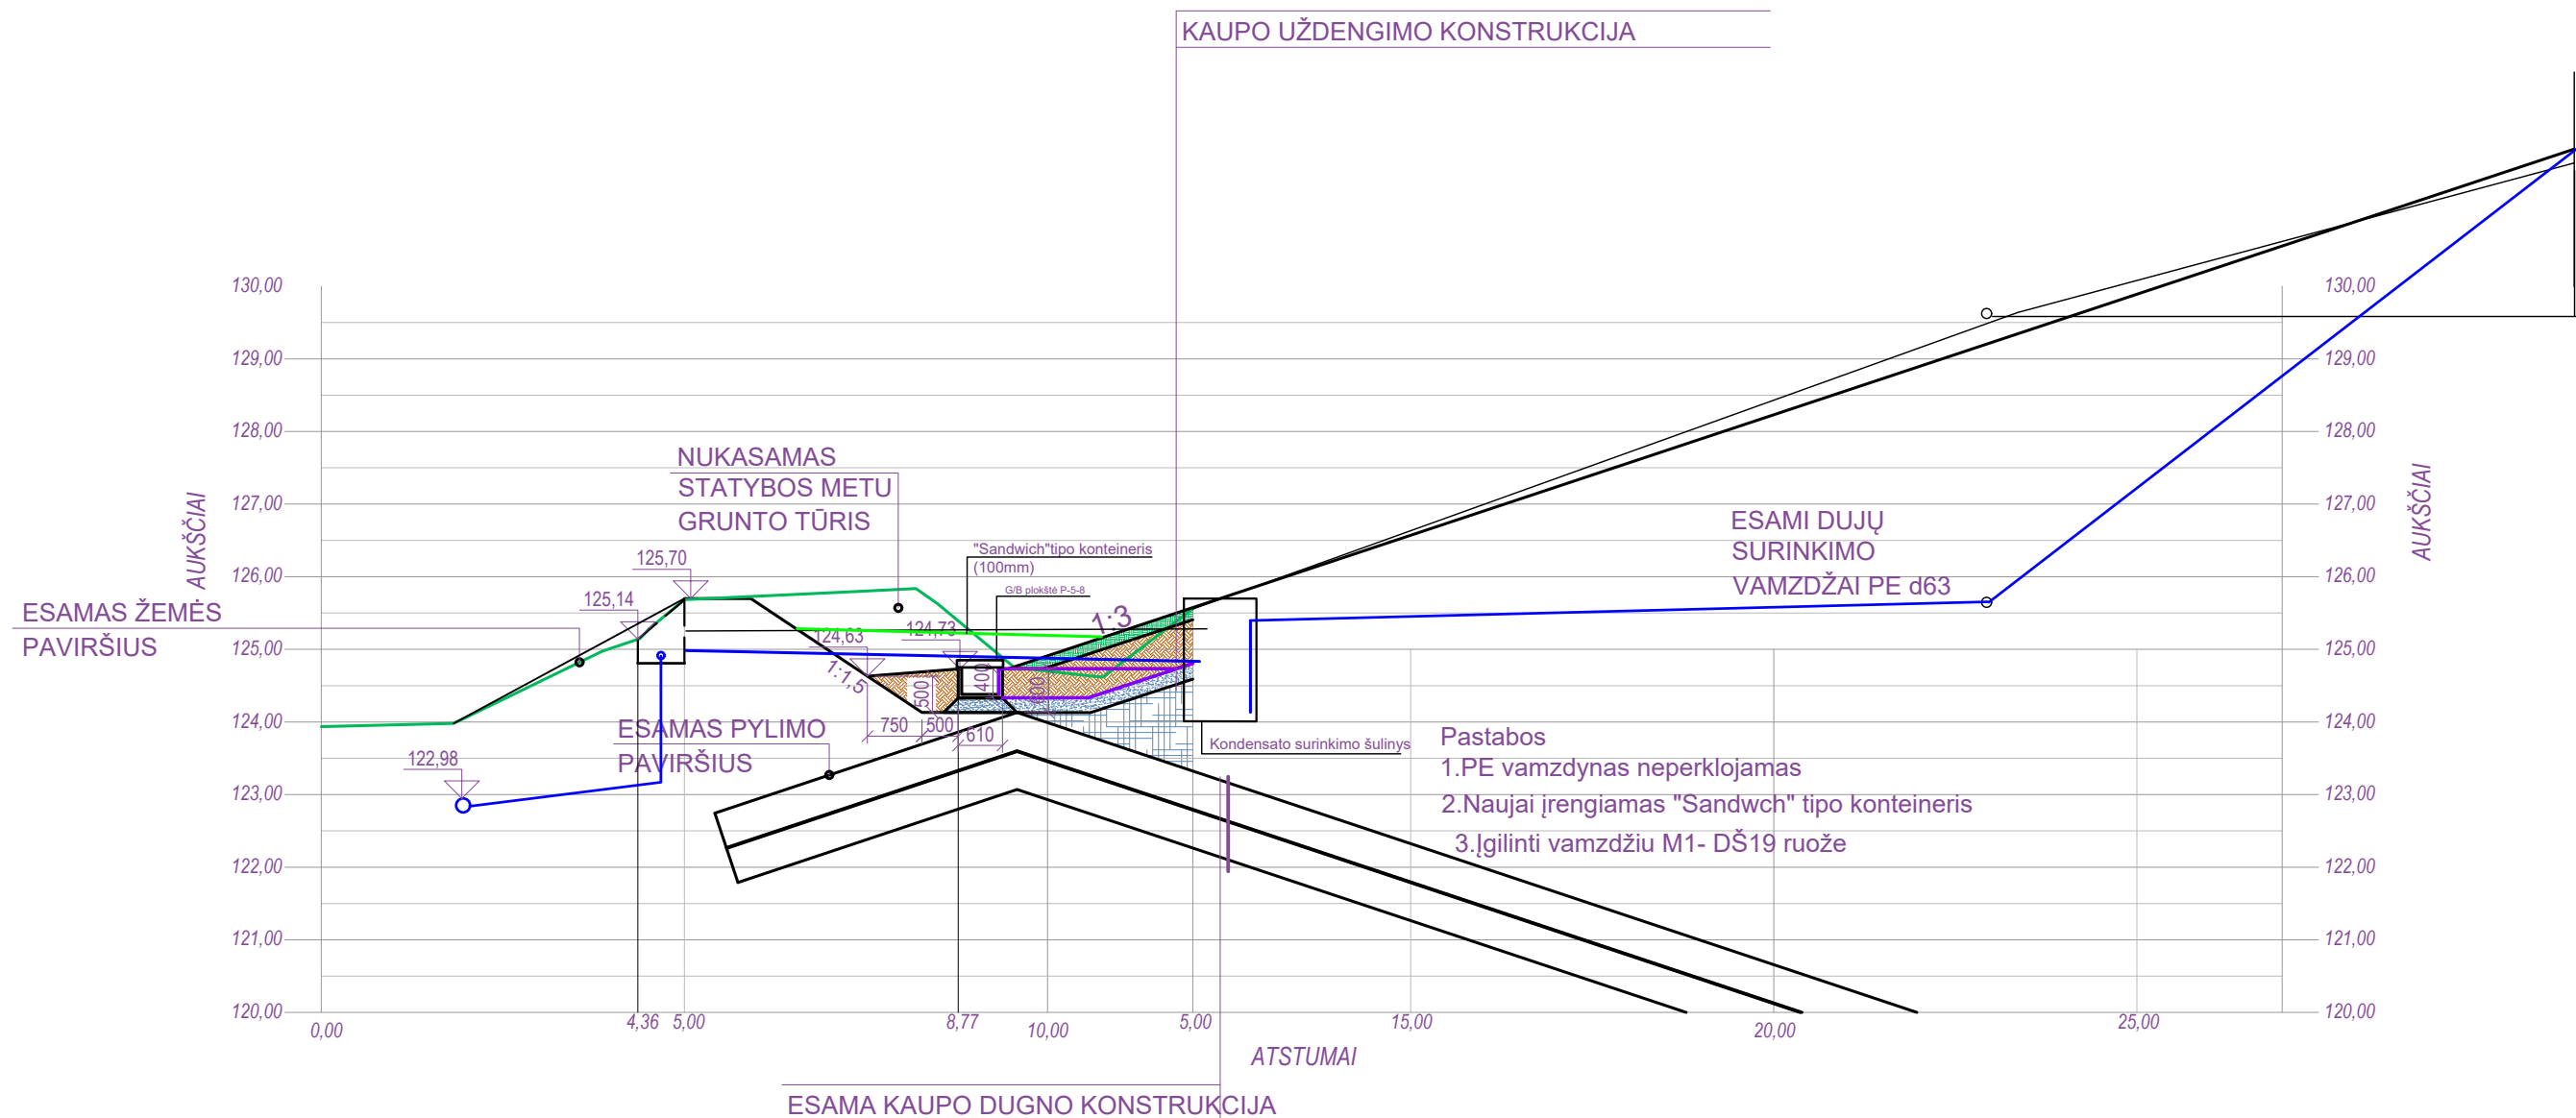 KAUPO UŽDENGIMO KONSTRUKCIJA
130,00
130,00
129,00
129,00
128,00
128,00
NUKASAMAS
STATYBOS METU
GRUNTO TŪRIS
127,00
127,00
AUKŠČIAI
AUKŠČIAI
ESAMI DUJŲ
SURINKIMO
VAMZDŽAI PE d63
"Sandwich"tipo konteineris
(100mm)
G/B plokštė P-5-8
126,00
126,00
125,70
125,14
ESAMAS ŽEMĖS
PAVIRŠIUS
1:3
124,63
124,73
125,00
125,00
1:1,5
500
400
600
124,00
124,00
750
500
610
ESAMAS PYLIMO
PAVIRŠIUS
Kondensato surinkimo šulinys
122,98
Pastabos
1.PE vamzdynas neperklojamas
2.Naujai įrengiamas "Sandwch" tipo konteineris
3.Įgilinti vamzdžiu M1- DŠ19 ruože
123,00
123,00
122,00
122,00
121,00
121,00
120,00
120,00
0,00
4,36
5,00
8,77
10,00
5,00
15,00
20,00
25,00
ATSTUMAI
ESAMA KAUPO DUGNO KONSTRUKCIJA